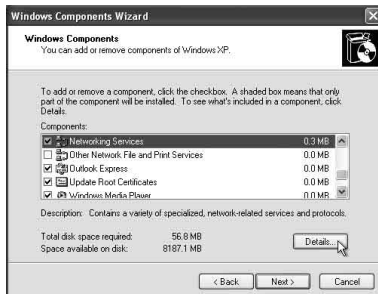 Windows Components Wizard
Windows Components
You can add or remove components of Windows XP.
To add or remove a component, click the checkbox. A shaded box means that only
part of the component will be installed. To see what's included in a component, click
Details.
Components:
Networking Services 0.3 MB
Other Network File and Print Services 0.0 MB
Outlook Express 0.0 MB
Update Root Certificates 0.0 MB
Windows Media Player 0.0 MB
Description: Contains a variety of specialized, network-related services and protocols.
Total disk space required: 56.8 MB
Space available on disk: 8187.1 MB
Details...
< Back Next > Cancel